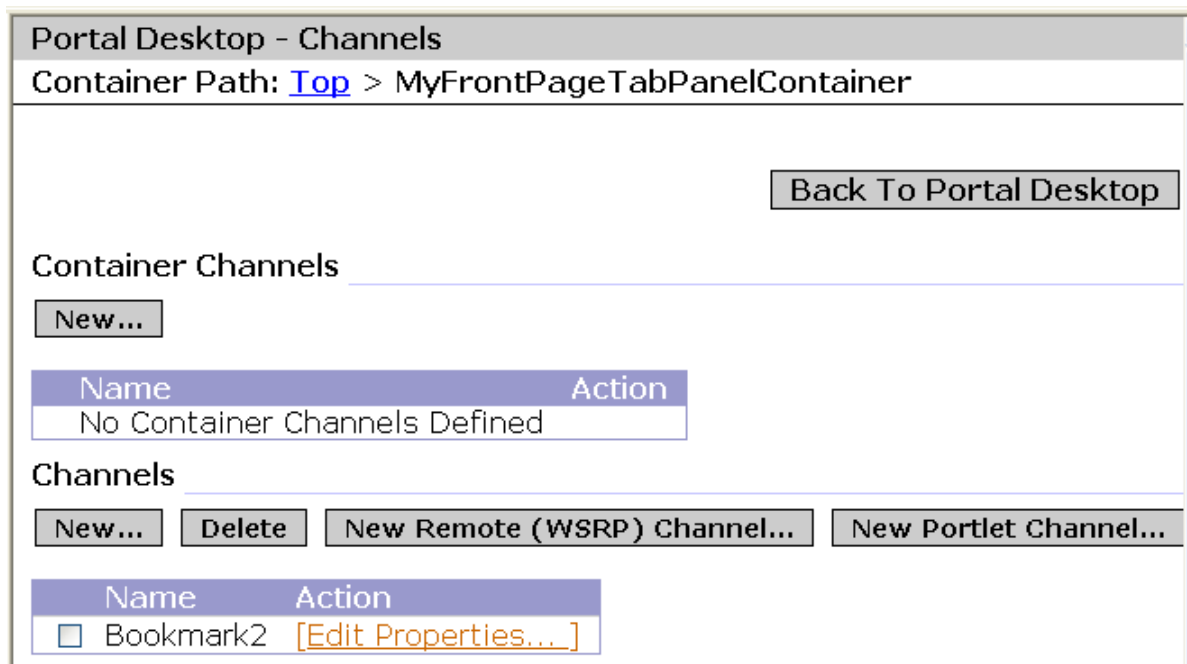 Portal Desktop - Channels
Container Path: Top > MyFrontPageTabPanelContainer
Back To Portal Desktop
Container Channels
New...
Name Action
No Container Channels Defined
Channels
New... Delete New Remote (WSRP) Channel... New Portlet Channel...
Name Action
Bookmark2 [Edit Properties... ]